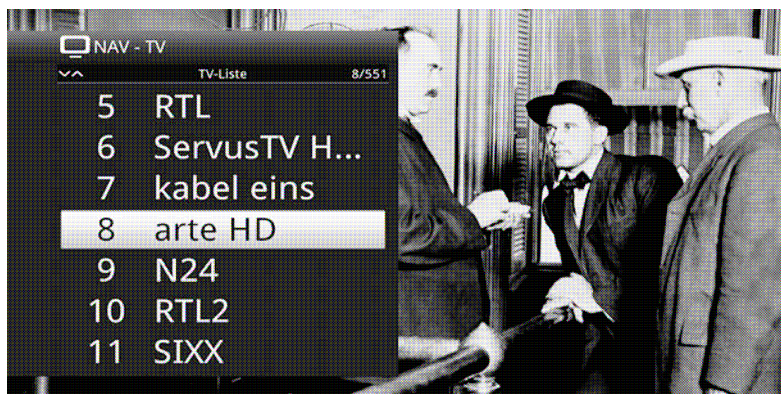 NAV - TV
TV-Liste 8/551
5 RTL
6 ServusTV H...
7 kabel eins
8 arte HD
9 N24
10 RTL2
11 SIXX